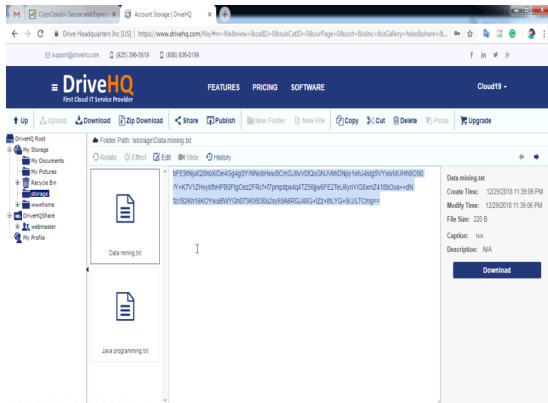 CrypCloud+: Secure and Expres
Account Storage | DriveHQ
Drive Headquarters Inc [US] | https://www.drivehq.com/file/
support@drivehq.com (925) 396-5819 (800) 836-0199
DriveHQ
First Cloud IT Service Provider
FEATURES PRICING SOFTWARE
Cloud19
Up Upload Download Zip Download Share Publish New Folder New File Copy Cut Delete Paste Upgrade
DriveHQ Root
My Storage
My Documents
My Pictures
Recycle Bin
storage
wwwhome
DriveHQShare
webmaster
My Profile
Folder Path: \storage\Data mining.txt
Rotate Effect Edit Slide History
Data mining.txt
Java programming.txt
Data mining.txt
Create Time: 12/29/2018 11:39:06 PM
Modify Time: 12/29/2018 11:39:06 PM
File Size: 220 B
Caption: N/A
Description: N/A
Download